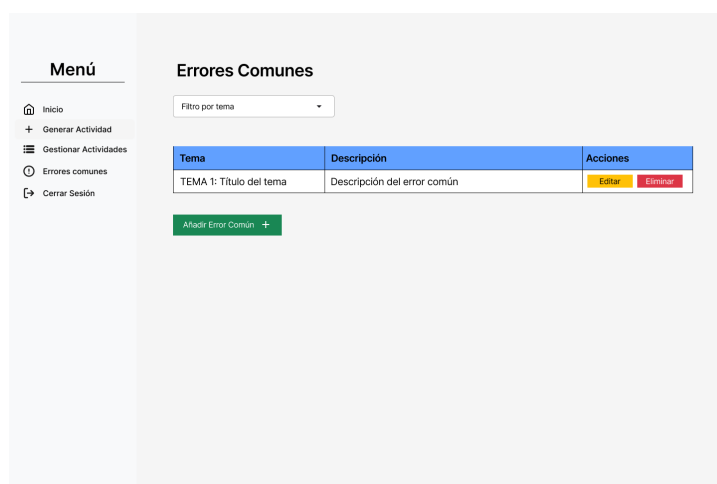 Menú
Inicio
Generar Actividad
Gestionar Actividades
Errores comunes
Cerrar Sesión
Errores Comunes
Filtro por tema
Tema Descripción Acciones
TEMA 1: Título del tema Descripción del error común Editar Eliminar
Añadir Error Común +